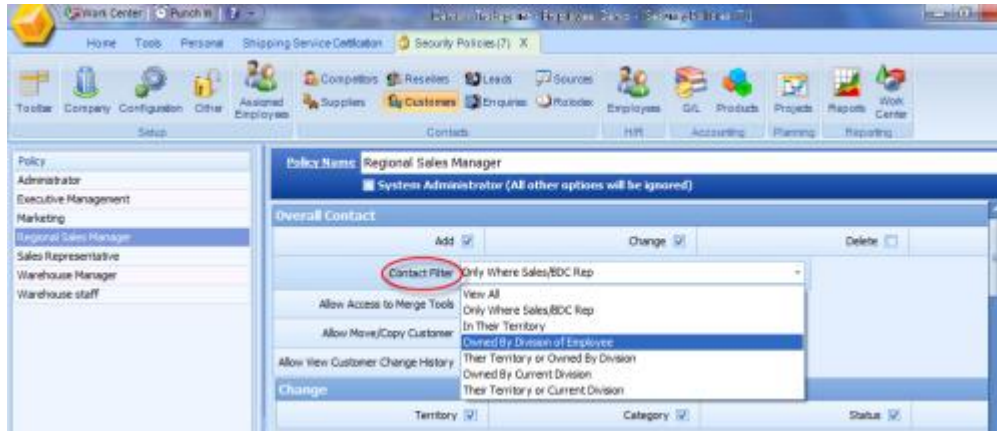 Work Center Punch In
Home Tools Personal Shipping Service Certification Security Policies(7) X
Competitors Resellers Leads Sources
Toolbar Company Configuration Other Assigned Employees Suppliers Customers Enquiries Rolodex Employees G/L Products Projects Reports Work Center
Setup Contacts H/R Accounting Planning Reporting
Policy
Administrator
Executive Management
Marketing
Regional Sales Manager
Sales Representative
Warehouse Manager
Warehouse staff
Policy Name Regional Sales Manager
System Administrator (All other options will be ignored)
Overall Contact
Add Change Delete
Contact Filter Only Where Sales/BDC Rep
View All
Allow Access to Merge Tools Only Where Sales/BDC Rep
In Their Territory
Allow Move/Copy Customer Owned By Division of Employee
Thier Territory or Owned By Division
Allow View Customer Change History Owned By Current Division
Their Territory or Current Division
Change
Territory Category Status